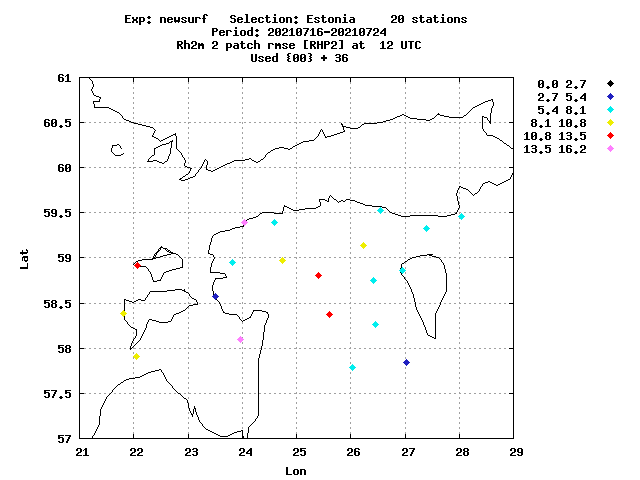 Exp: newsurf   Selection: Estonia     20 stations
Period: 20210716-20210724
Rh2m 2 patch rmse [RHP2] at  12 UTC
Used {00} + 36
0.0 2.7
2.7 5.4
5.4 8.1
8.1 10.8
10.8 13.5
13.5 16.2
61
60.5
60
59.5
59
58.5
58
57.5
57
Lat
21 22 23 24 25 26 27 28 29
Lon